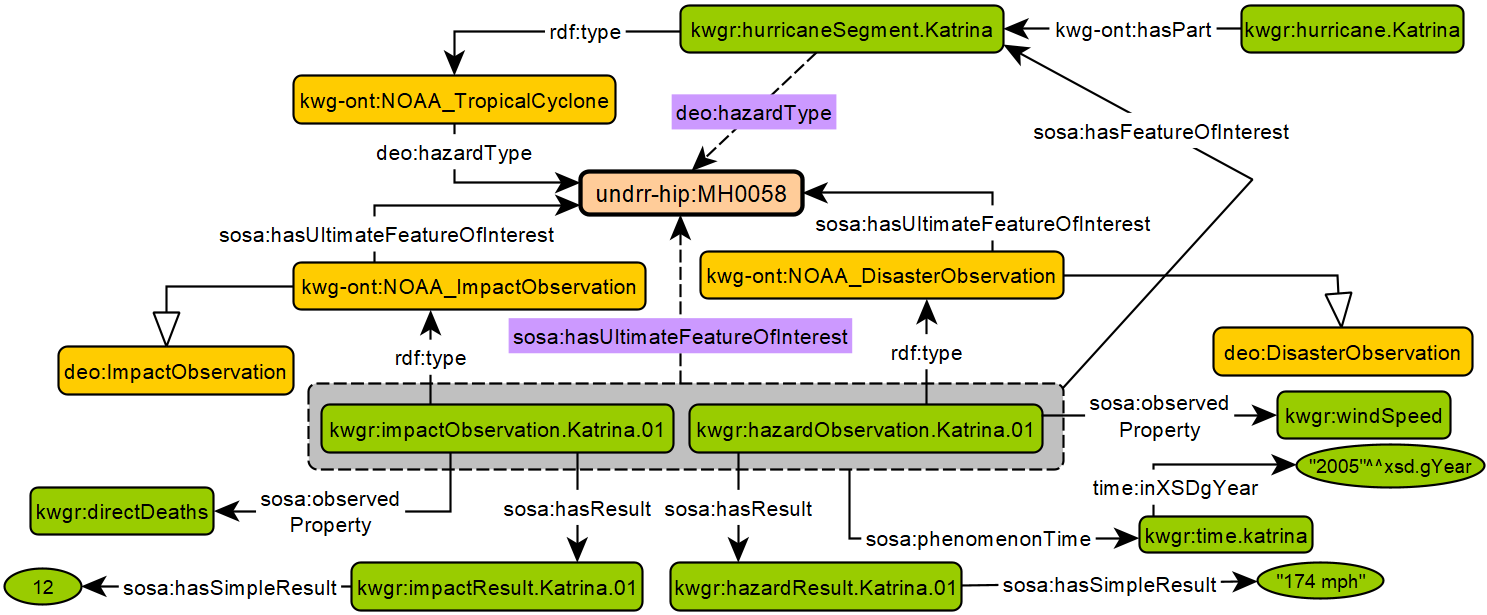 rdf:type
kwgr:hurricaneSegment.Katrina
kwg-ont:hasPart
kwgr:hurricane.Katrina
kwg-ont:NOAA_TropicalCyclone
deo:hazardType
sosa:hasFeatureOfInterest
deo:hazardType
undrr-hip:MH0058
sosa:hasUltimateFeatureOfInterest
sosa:hasUltimateFeatureOfInterest
kwg-ont:NOAA_ImpactObservation
kwg-ont:NOAA_DisasterObservation
sosa:hasUltimateFeatureOfInterest
rdf:type
rdf:type
deo:ImpactObservation
deo:DisasterObservation
kwgr:impactObservation.Katrina.01
kwgr:hazardObservation.Katrina.01
sosa:observed
Property
kwgr:windSpeed
"2005"^^xsd.gYear
time:inXSDgYear
kwgr:directDeaths
sosa:observed
Property
sosa:hasResult
sosa:hasResult
sosa:phenomenonTime
kwgr:time.katrina
12
sosa:hasSimpleResult
kwgr:impactResult.Katrina.01
kwgr:hazardResult.Katrina.01
sosa:hasSimpleResult
"174 mph"